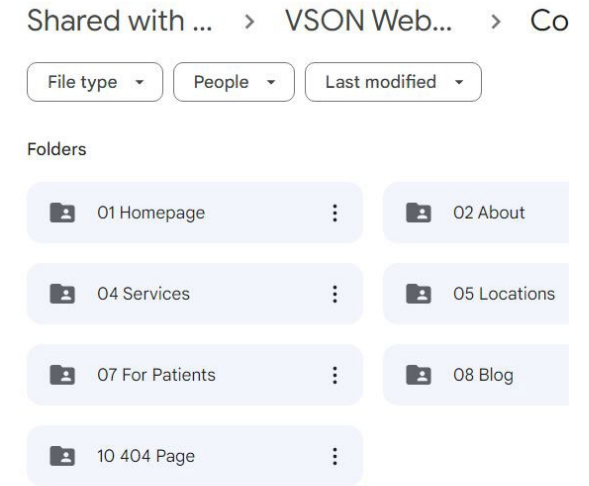 Shared with ... > VSON Web... > Co
File type People Last modified
Folders
01 Homepage 02 About
04 Services 05 Locations
07 For Patients 08 Blog
10 404 Page